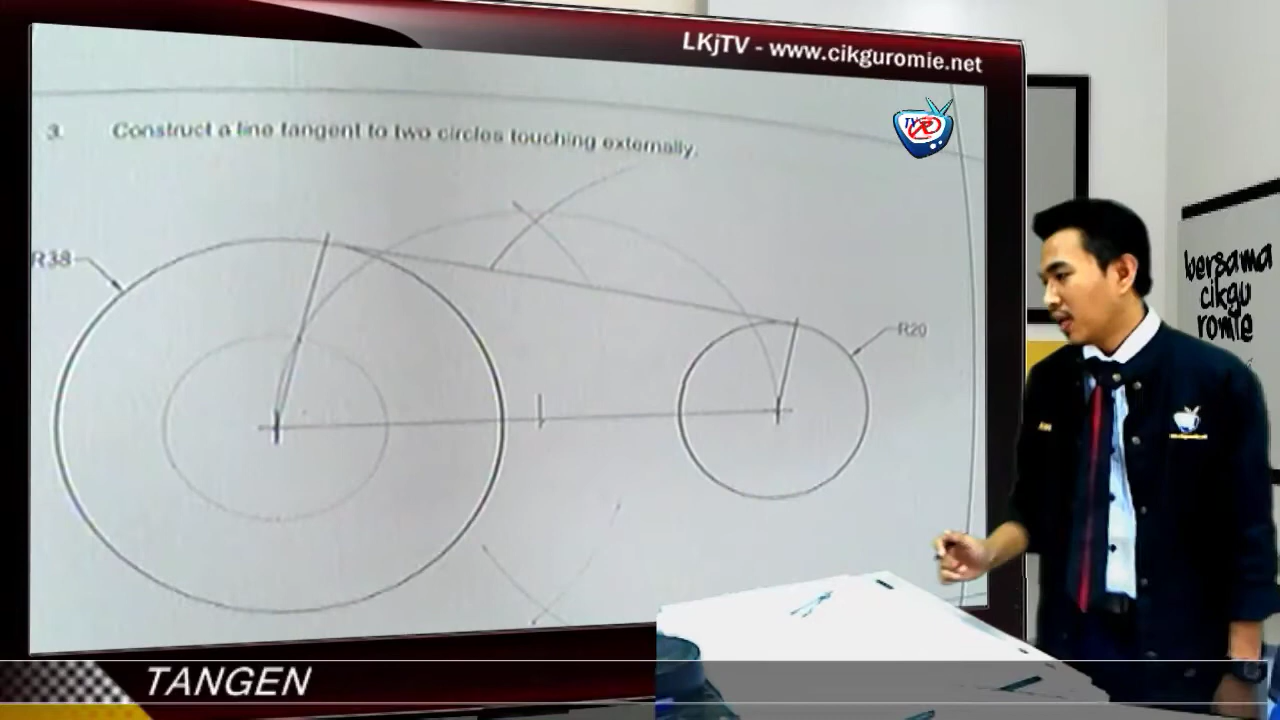 LKjTV - www.cikguromie.net
3. Construct a line tangent to two circles touching externally.
R38
R20
bersama
cikgu
romie
TANGEN